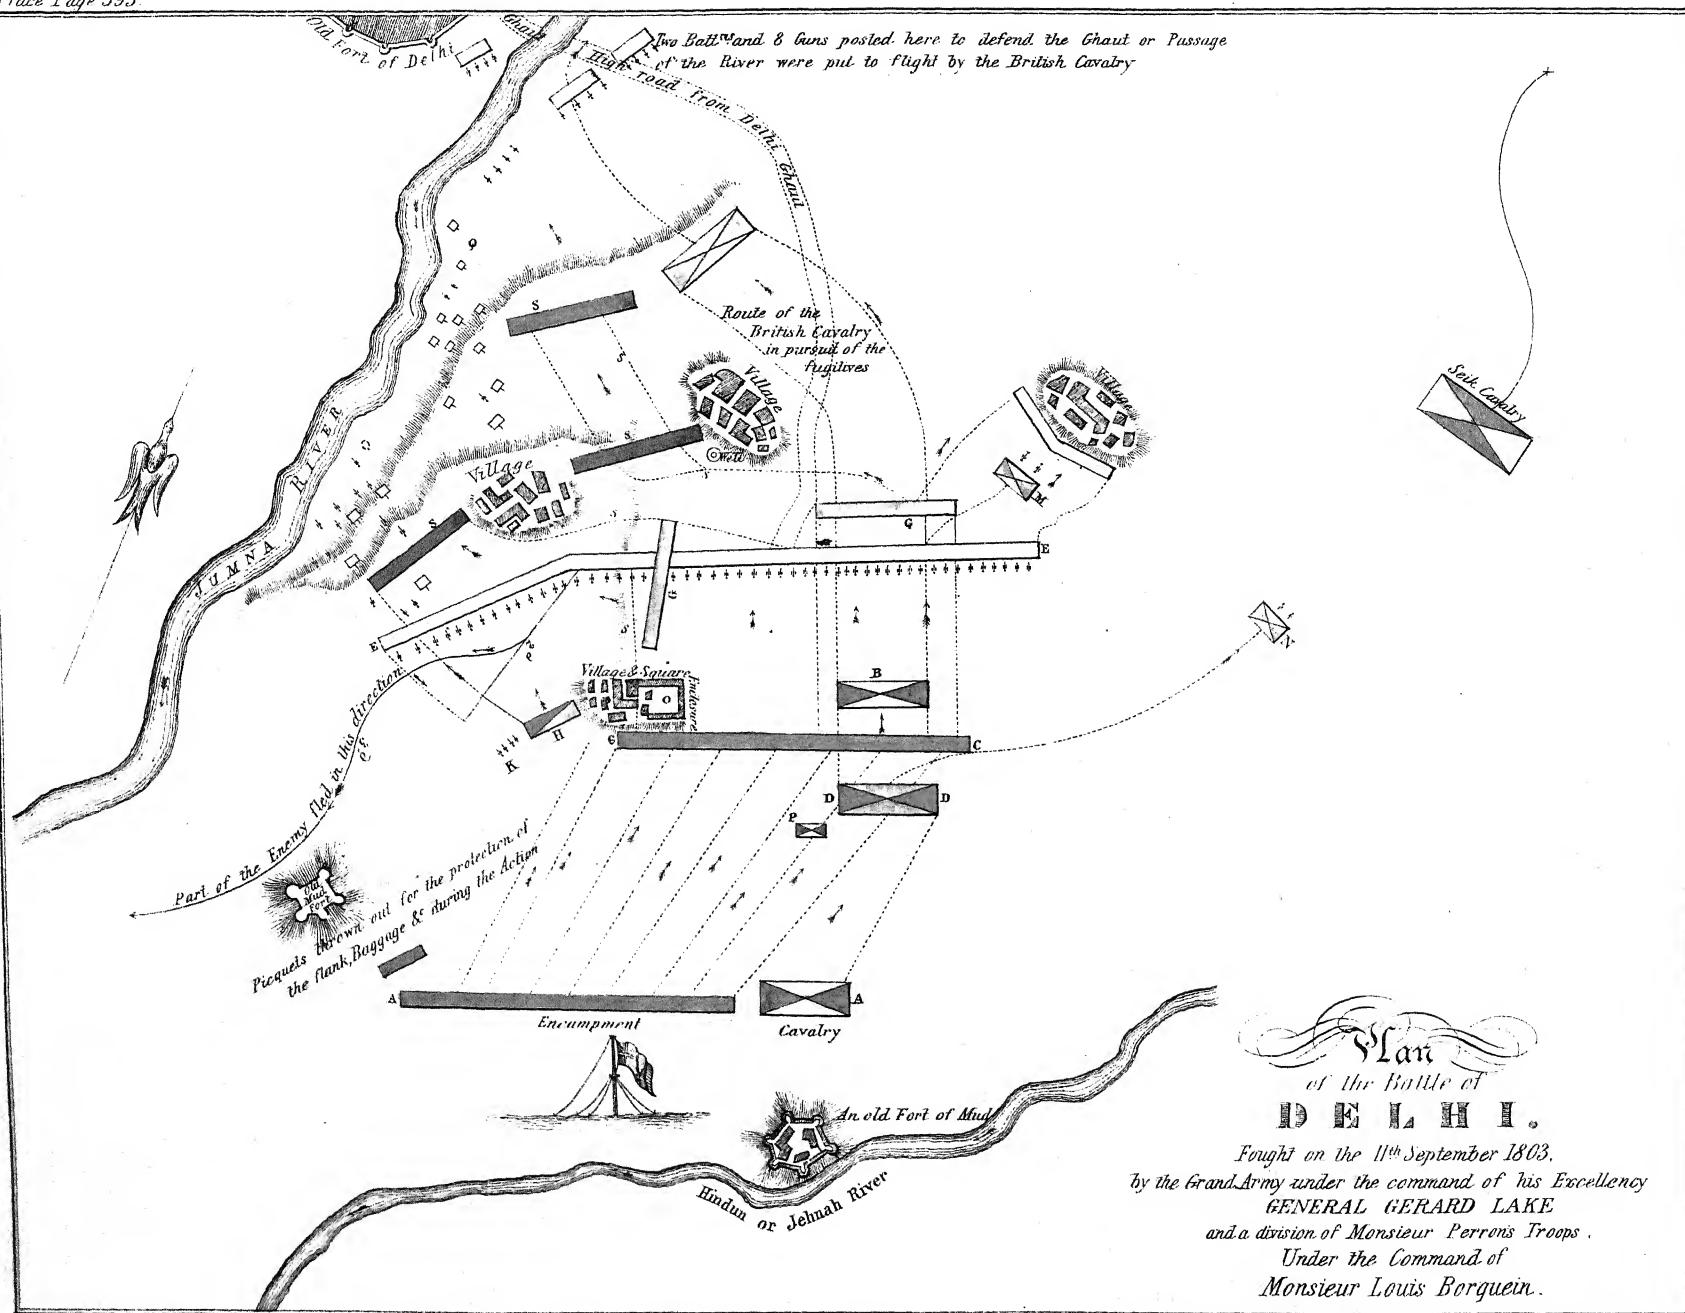 Face Page 393.
Old Fort of Delhi
Ghaut
Two Battns and 8 Guns posted here to defend the Ghaut or Passage
of the River were put to flight by the British Cavalry
High road from Delhi Ghaut
Route of the
British Cavalry
in pursuit of the
fugitives
Seik Cavalry
Village
Village
Well
Village
JUMNA RIVER
Q
S
S
S
S
S
S
S
M
G
E
E
G
N
Village & Square
Enclosure
O
B
H
K
G
C
D
D
P
Part of the Enemy fled in this direction
Old
Mud
Fort
Picquets thrown out for the protection of
the flank, Baggage &c during the Action
A
A
Encampment
Cavalry
An old Fort of Mud
Hindun or Jehnah River
Plan
of the Battle of
DELHI.
Fought on the 11th September 1803.
by the Grand Army under the command of his Excellency
GENERAL GERARD LAKE
and a division of Monsieur Perron's Troops.
Under the Command of
Monsieur Louis Borguein.